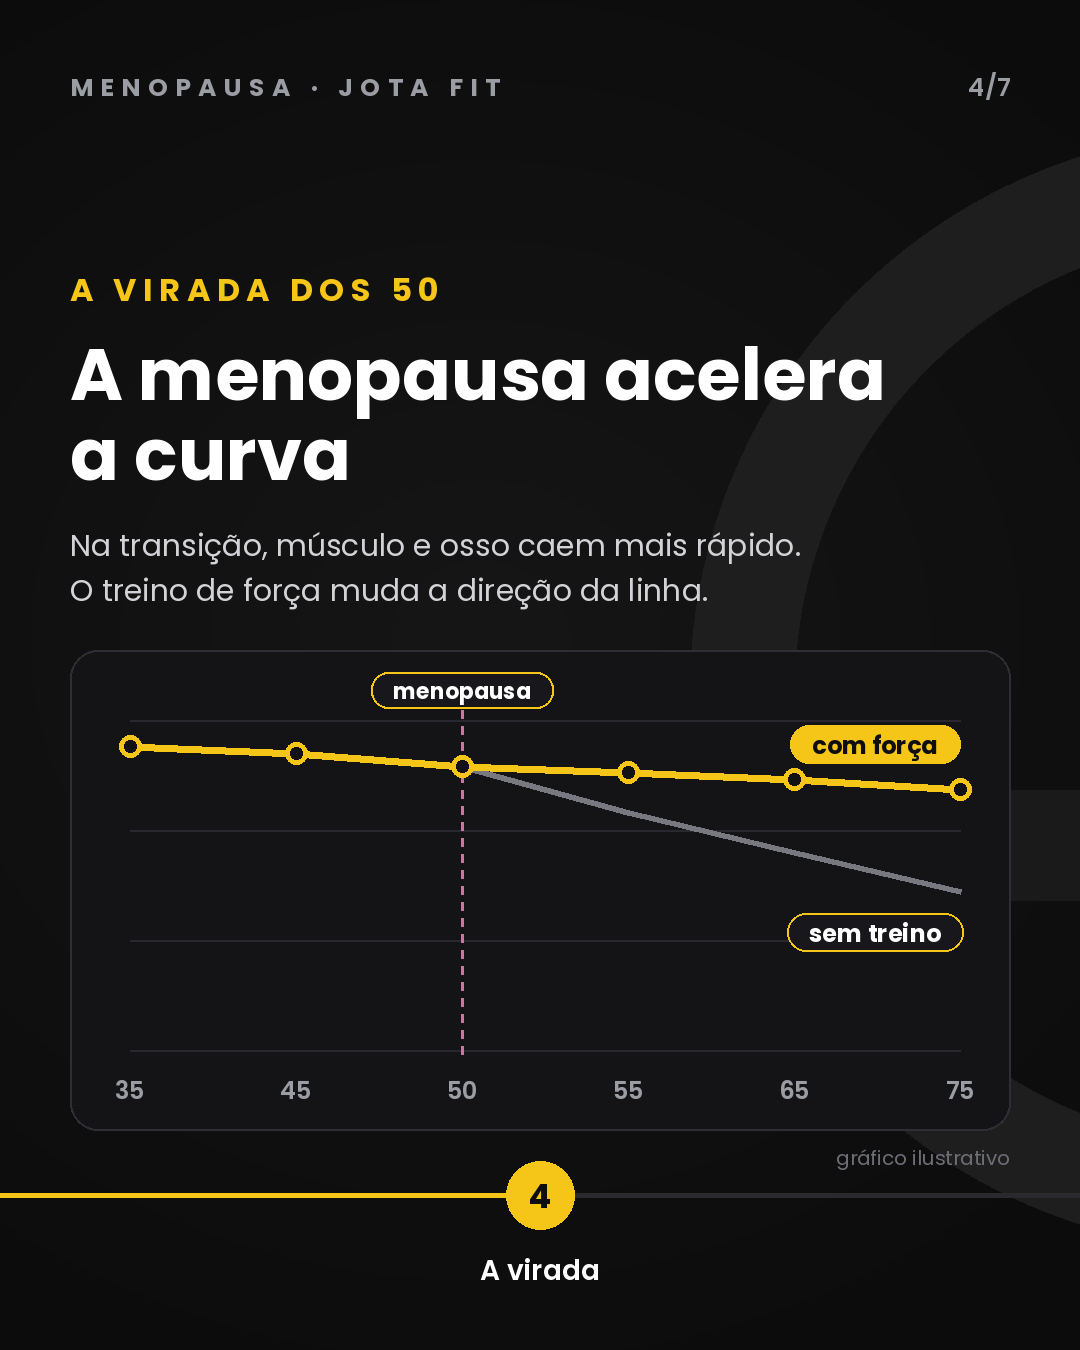 MENOPAUSA · JOTA FIT
4/7
A VIRADA DOS 50
A menopausa acelera
a curva
Na transição, músculo e osso caem mais rápido.
O treino de força muda a direção da linha.
menopausa
com força
sem treino
35 45 50 55 65 75
gráfico ilustrativo
4
A virada